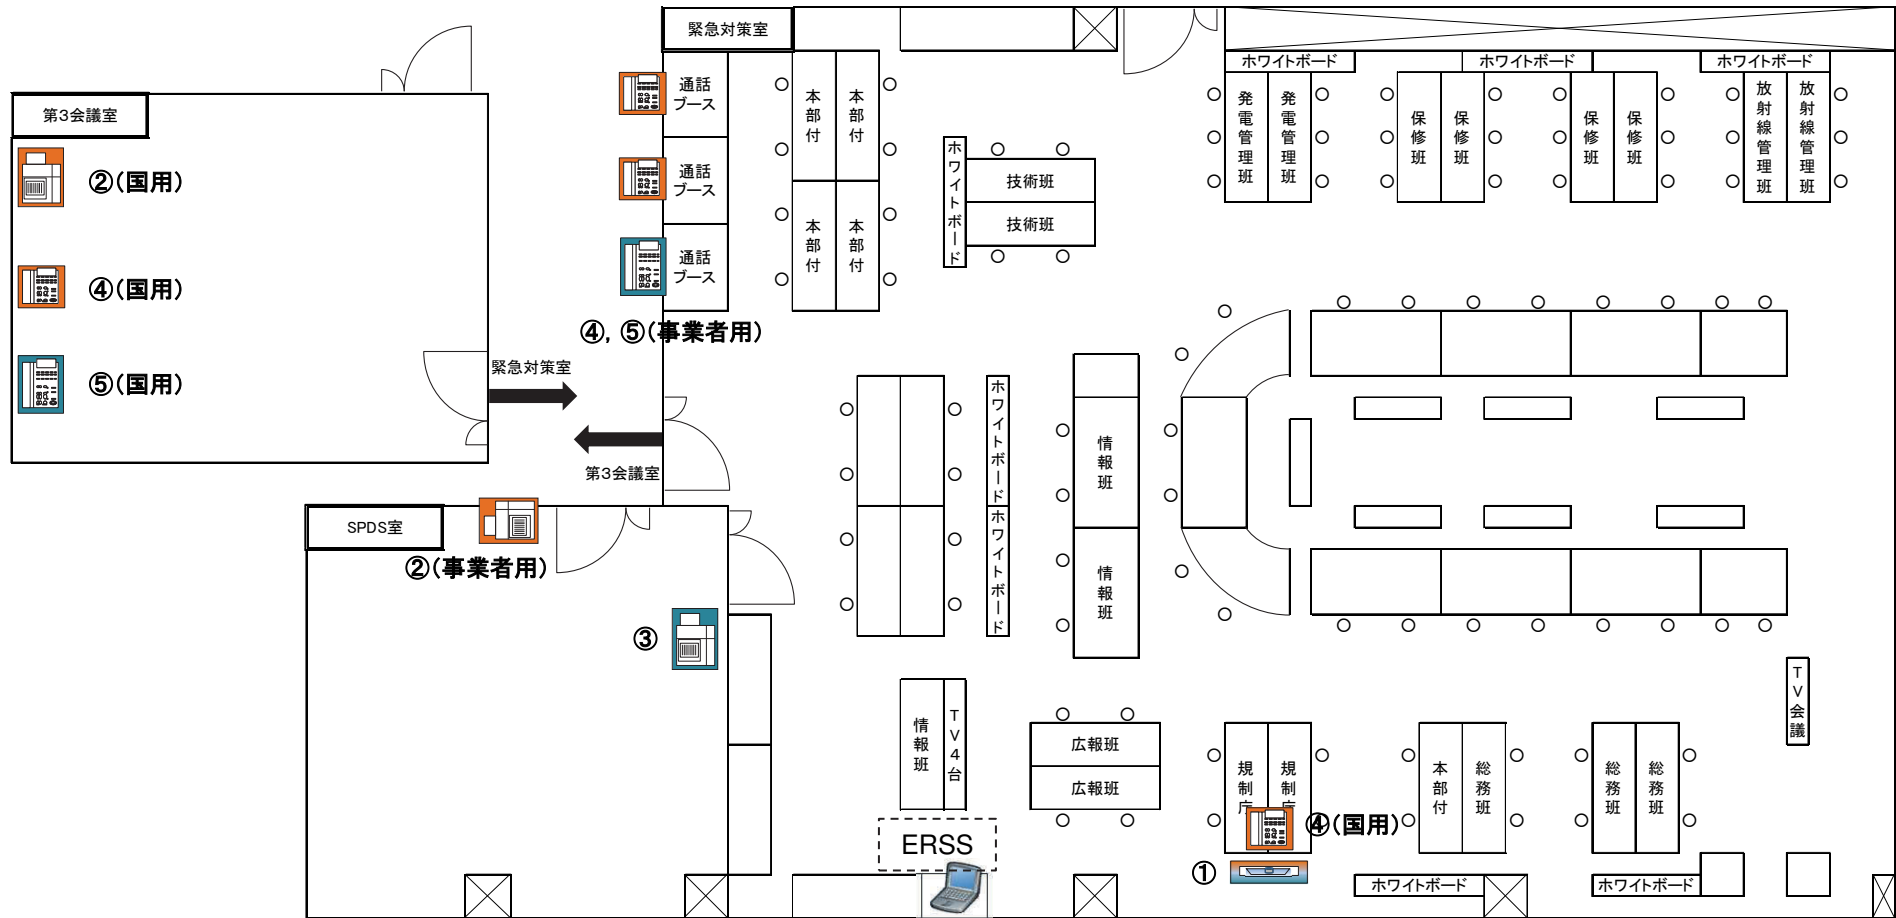 緊急対策室
第3会議室
②(国用)
④(国用)
⑤(国用)
通話
ブース
通話
ブース
通話
ブース
④, ⑤(事業者用)
本部付
本部付
本部付
本部付
ホワイトボード
技術班
技術班
ホワイトボード
ホワイトボード
ホワイトボード
発電管理班
発電管理班
保修班
保修班
保修班
保修班
放射線管理班
放射線管理班
緊急対策室
第3会議室
SPDS室
②(事業者用)
③
ホワイトボード
ホワイトボード
情報班
情報班
情報班
TV4台
広報班
広報班
規制庁
規制庁
④(国用)
①
本部付
総務班
総務班
総務班
TV会議
ERSS
ホワイトボード
ホワイトボード